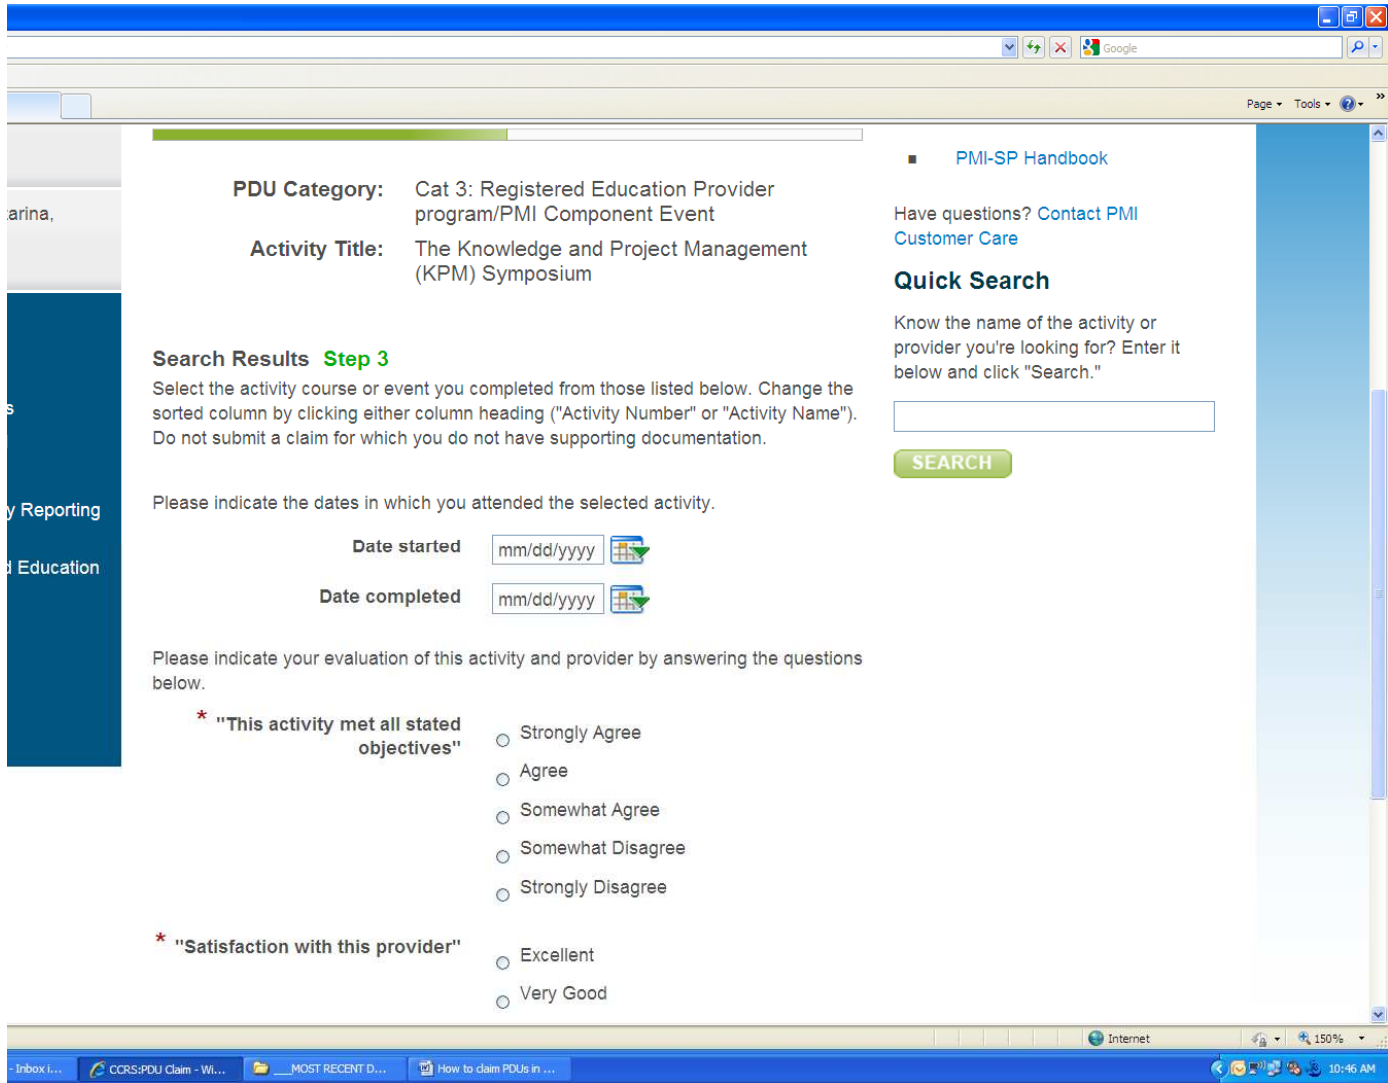 Google
Page
Tools
»
arina,
s
y Reporting
d Education
PDU Category:
Cat 3: Registered Education Provider
program/PMI Component Event
Activity Title:
The Knowledge and Project Management
(KPM) Symposium
Search Results Step 3
Select the activity course or event you completed from those listed below. Change the
sorted column by clicking either column heading ("Activity Number" or "Activity Name").
Do not submit a claim for which you do not have supporting documentation.
Please indicate the dates in which you attended the selected activity.
Date started
mm/dd/yyyy
Date completed
mm/dd/yyyy
Please indicate your evaluation of this activity and provider by answering the questions
below.
* "This activity met all stated
objectives"
Strongly Agree
Agree
Somewhat Agree
Somewhat Disagree
Strongly Disagree
* "Satisfaction with this provider"
Excellent
Very Good
PMI-SP Handbook
Have questions? Contact PMI
Customer Care
Quick Search
Know the name of the activity or
provider you're looking for? Enter it
below and click "Search."
SEARCH
Internet
150%
- Inbox i...
CCRS:PDU Claim - Wi...
___MOST RECENT D...
How to claim PDUs in ...
10:46 AM